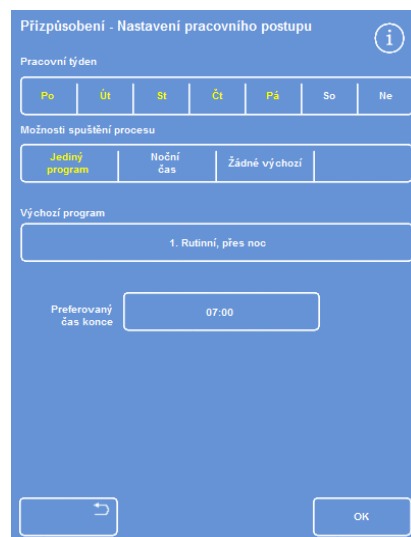 Přizpůsobení - Nastavení pracovního postupu
i
Pracovní týden
Po Út St Čt Pá So Ne
Možnosti spuštění procesu
Jediný program Noční čas Žádné výchozí
Výchozí program
1. Rutinní, přes noc
Preferovaný čas konce 07:00
OK